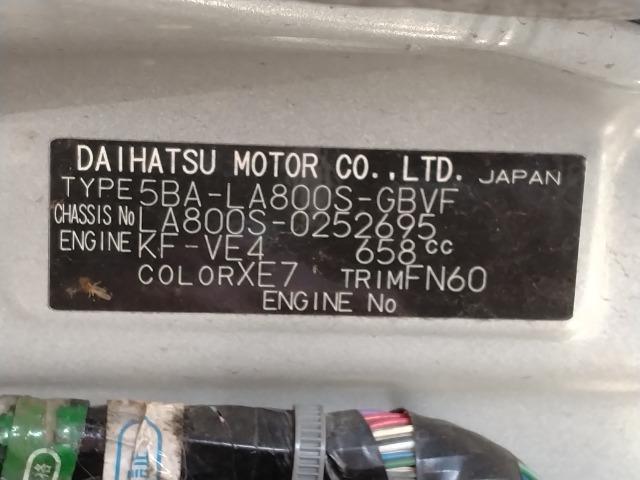 DAIHATSU MOTOR CO.,LTD. JAPAN
TYPE 5BA-LA800S-GBVF
CHASSIS No LA800S-0252695
ENGINE KF-VE4 658cc
COLOR XE7 TRIM FN60
ENGINE No
格